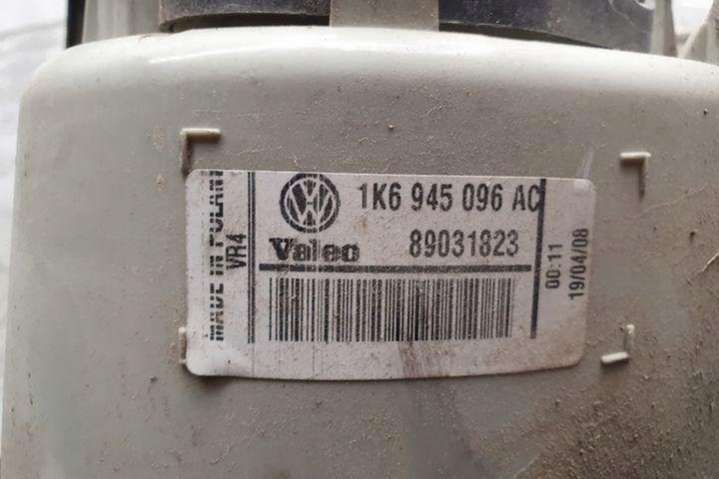 MADE IN POLAND
VR4
1K6 945 096 AC
Valeo
89031823
00:11
19/04/08